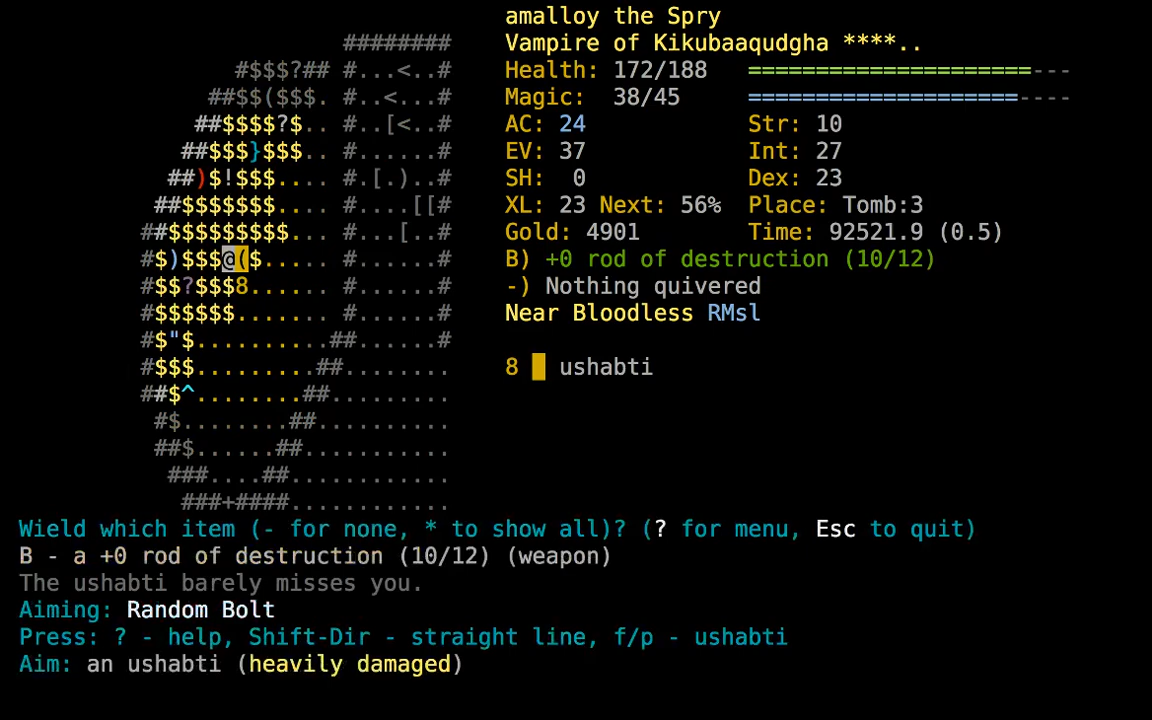 amalloy the Spry
######## Vampire of Kikubaaqudgha ****..
#$$$?## #...<..# Health: 172/188 =====================---
##$$($$$. #..<...# Magic: 38/45 ====================----
##$$$$?$.. #..[<..# AC: 24 Str: 10
##$$$}$$$.. #......# EV: 37 Int: 27
##)$!$$$.... #.[.)..# SH: 0 Dex: 23
##$$$$$$$.... #....[[# XL: 23 Next: 56% Place: Tomb:3
##$$$$$$$$$... #...[..# Gold: 4901 Time: 92521.9 (0.5)
#$)$$$@($..... #......# B) +0 rod of destruction (10/12)
#$$?$$$8...... #......# -) Nothing quivered
#$$$$$$....... #......# Near Bloodless RMsl
#$"$..........##......#
#$$$.........##........ 8 ushabti
##$^........##.........
#$........##..........
##$......##...........
###....##............
###+####............
Wield which item (- for none, * to show all)? (? for menu, Esc to quit)
B - a +0 rod of destruction (10/12) (weapon)
The ushabti barely misses you.
Aiming: Random Bolt
Press: ? - help, Shift-Dir - straight line, f/p - ushabti
Aim: an ushabti (heavily damaged)